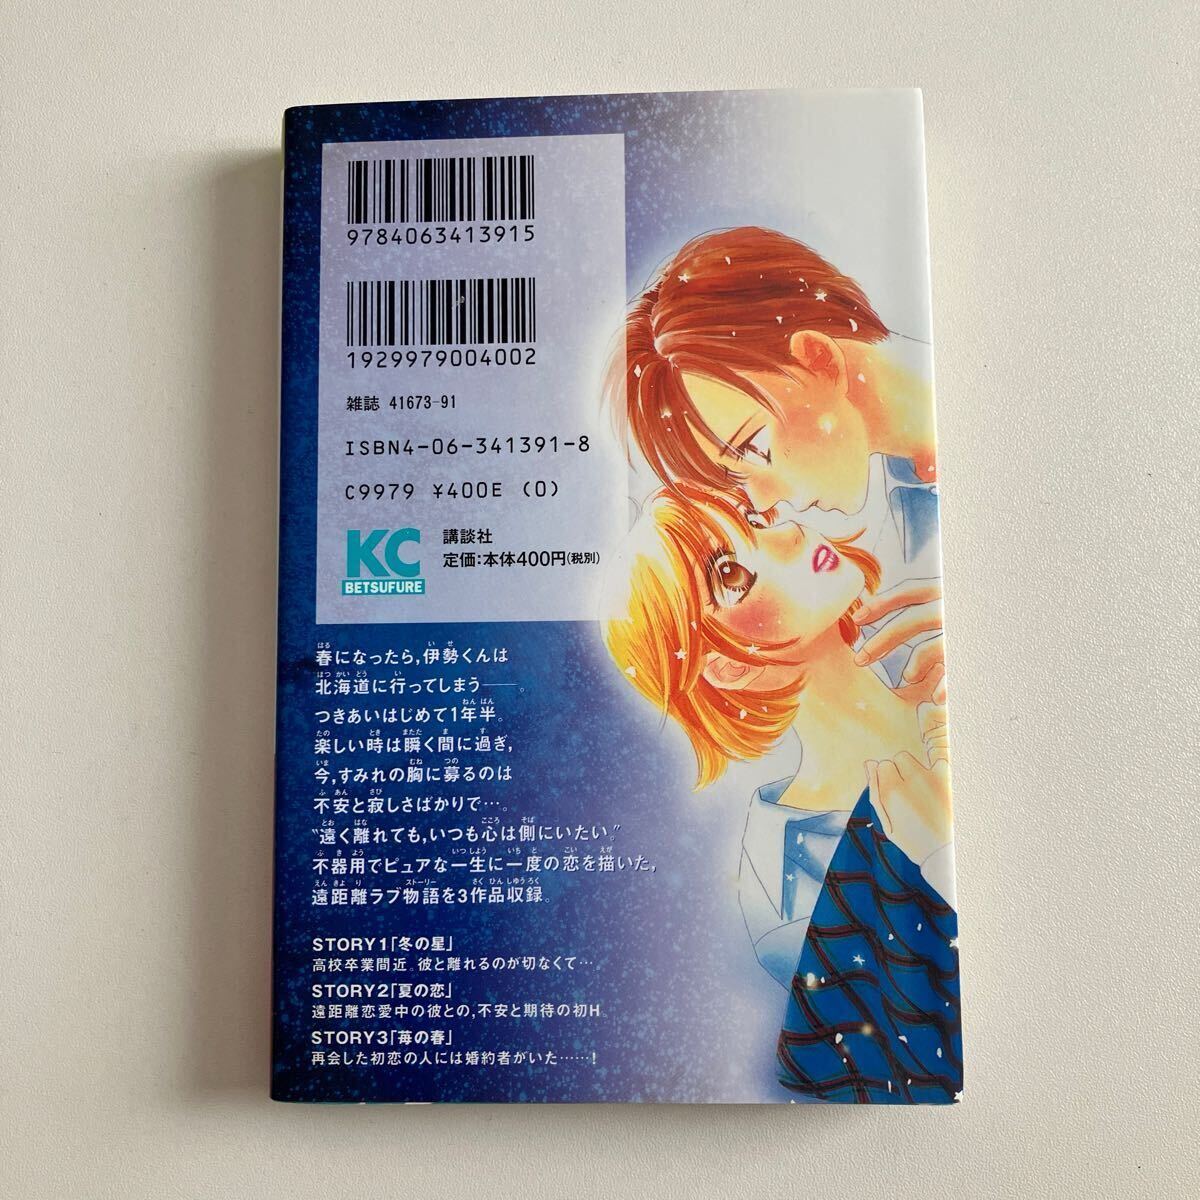 9784063413915
1929979004002
雑誌 41673-91
ISBN4-06-341391-8
C9979 ¥400E (0)
KC
BETSUFURE
講談社
定価:本体400円(税別)
春になったら,伊勢くんは
北海道に行ってしまう――。
つきあいはじめて1年半。
楽しい時は瞬く間に過ぎ,
今,すみれの胸に募るのは
不安と寂しさばかりで…。
“遠く離れても,いつも心は側にいたい。”
不器用でピュアな一生に一度の恋を描いた,
遠距離ラブ物語を3作品収録。
STORY1「冬の星」
高校卒業間近。彼と離れるのが切なくて…。
STORY2「夏の恋」
遠距離恋愛中の彼との,不安と期待の初H。
STORY3「苺の春」
再会した初恋の人には婚約者がいた……!